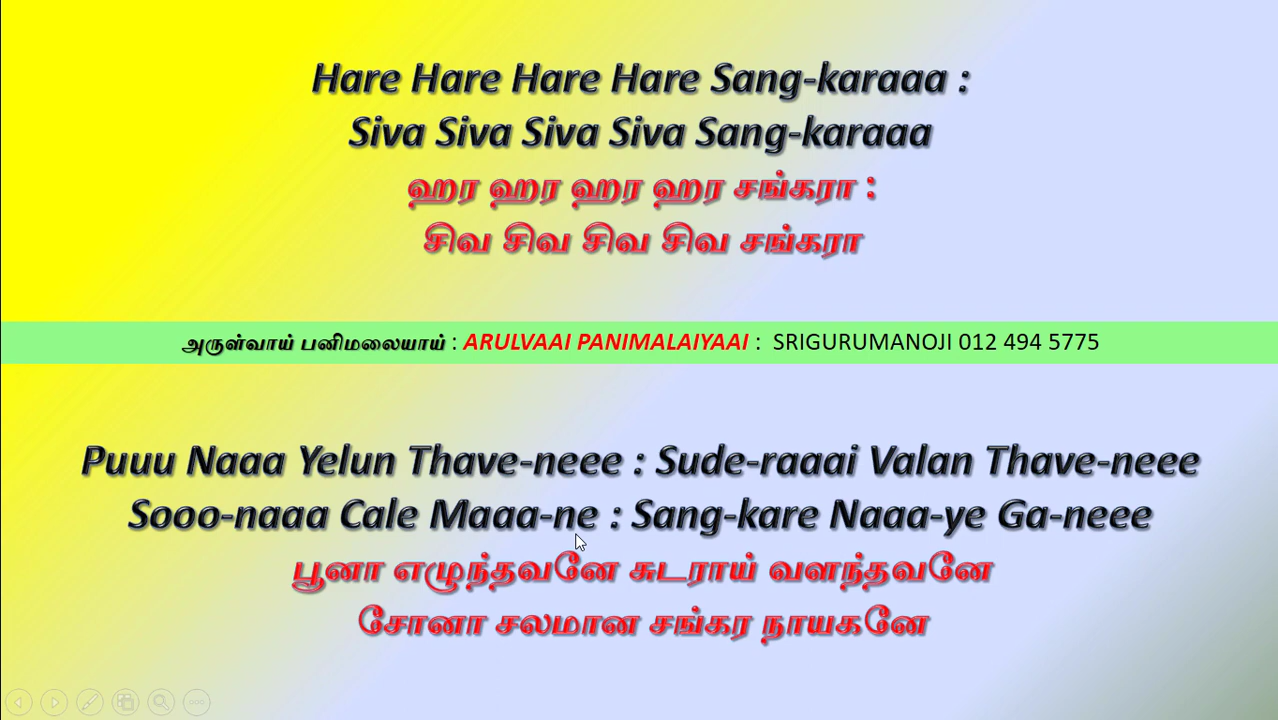 Hare Hare Hare Hare Sang-karaaa :
Siva Siva Siva Siva Sang-karaaa
ஹர ஹர ஹர ஹர சங்கரா :
சிவ சிவ சிவ சிவ சங்கரா
அருள்வாய் பனிமலையாய் : ARULVAAI PANIMALAIYAAI : SRIGURUMANOJI 012 494 5775
Puuu Naaa Yelun Thave-neee : Sude-raaai Valan Thave-neee
Sooo-naaa Cale Maaa-ne : Sang-kare Naaa-ye Ga-neee
பூனா எழுந்தவனே சுடராய் வளந்தவனே
சோனா சலமான சங்கர நாயகனே